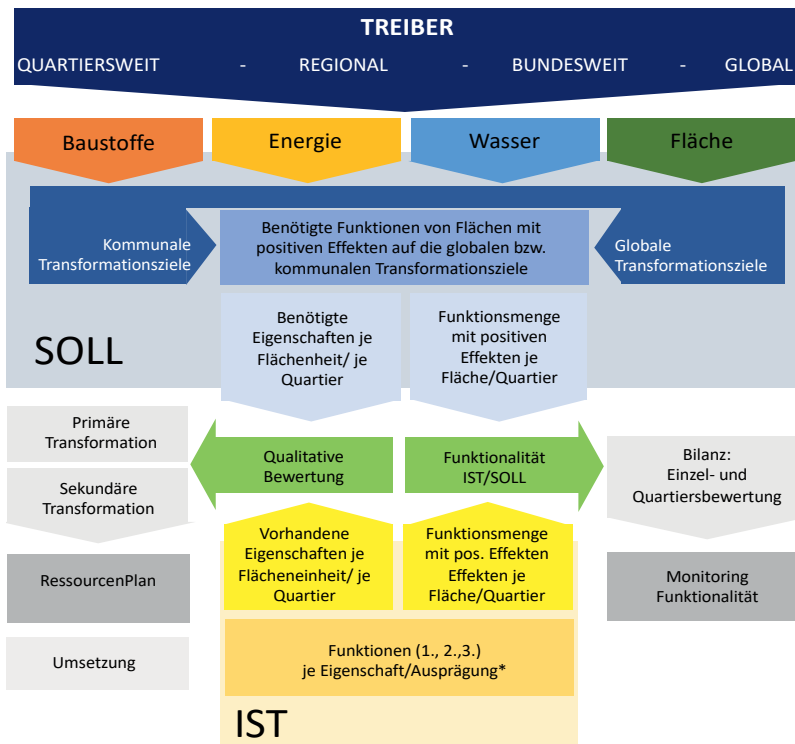 TREIBER
QUARTIERSWEIT - REGIONAL - BUNDESWEIT - GLOBAL
Baustoffe
Energie
Wasser
Fläche
Kommunale
Transformationsziele
Benötigte Funktionen von Flächen mit
positiven Effekten auf die globalen bzw.
kommunalen Transformationsziele
Globale
Transformationsziele
SOLL
Benötigte
Eigenschaften je
Flächenheit/ je
Quartier
Funktionsmenge
mit positiven
Effekten je
Fläche/Quartier
Primäre
Transformation
Sekundäre
Transformation
RessourcenPlan
Umsetzung
Qualitative
Bewertung
Funktionalität
IST/SOLL
Bilanz:
Einzel- und
Quartiersbewertung
Monitoring
Funktionalität
Vorhandene
Eigenschaften je
Flächeneinheit/ je
Quartier
Funktionsmenge
mit pos. Effekten
Effekten je
Fläche/Quartier
Funktionen (1., 2.,3.)
je Eigenschaft/Ausprägung*
IST